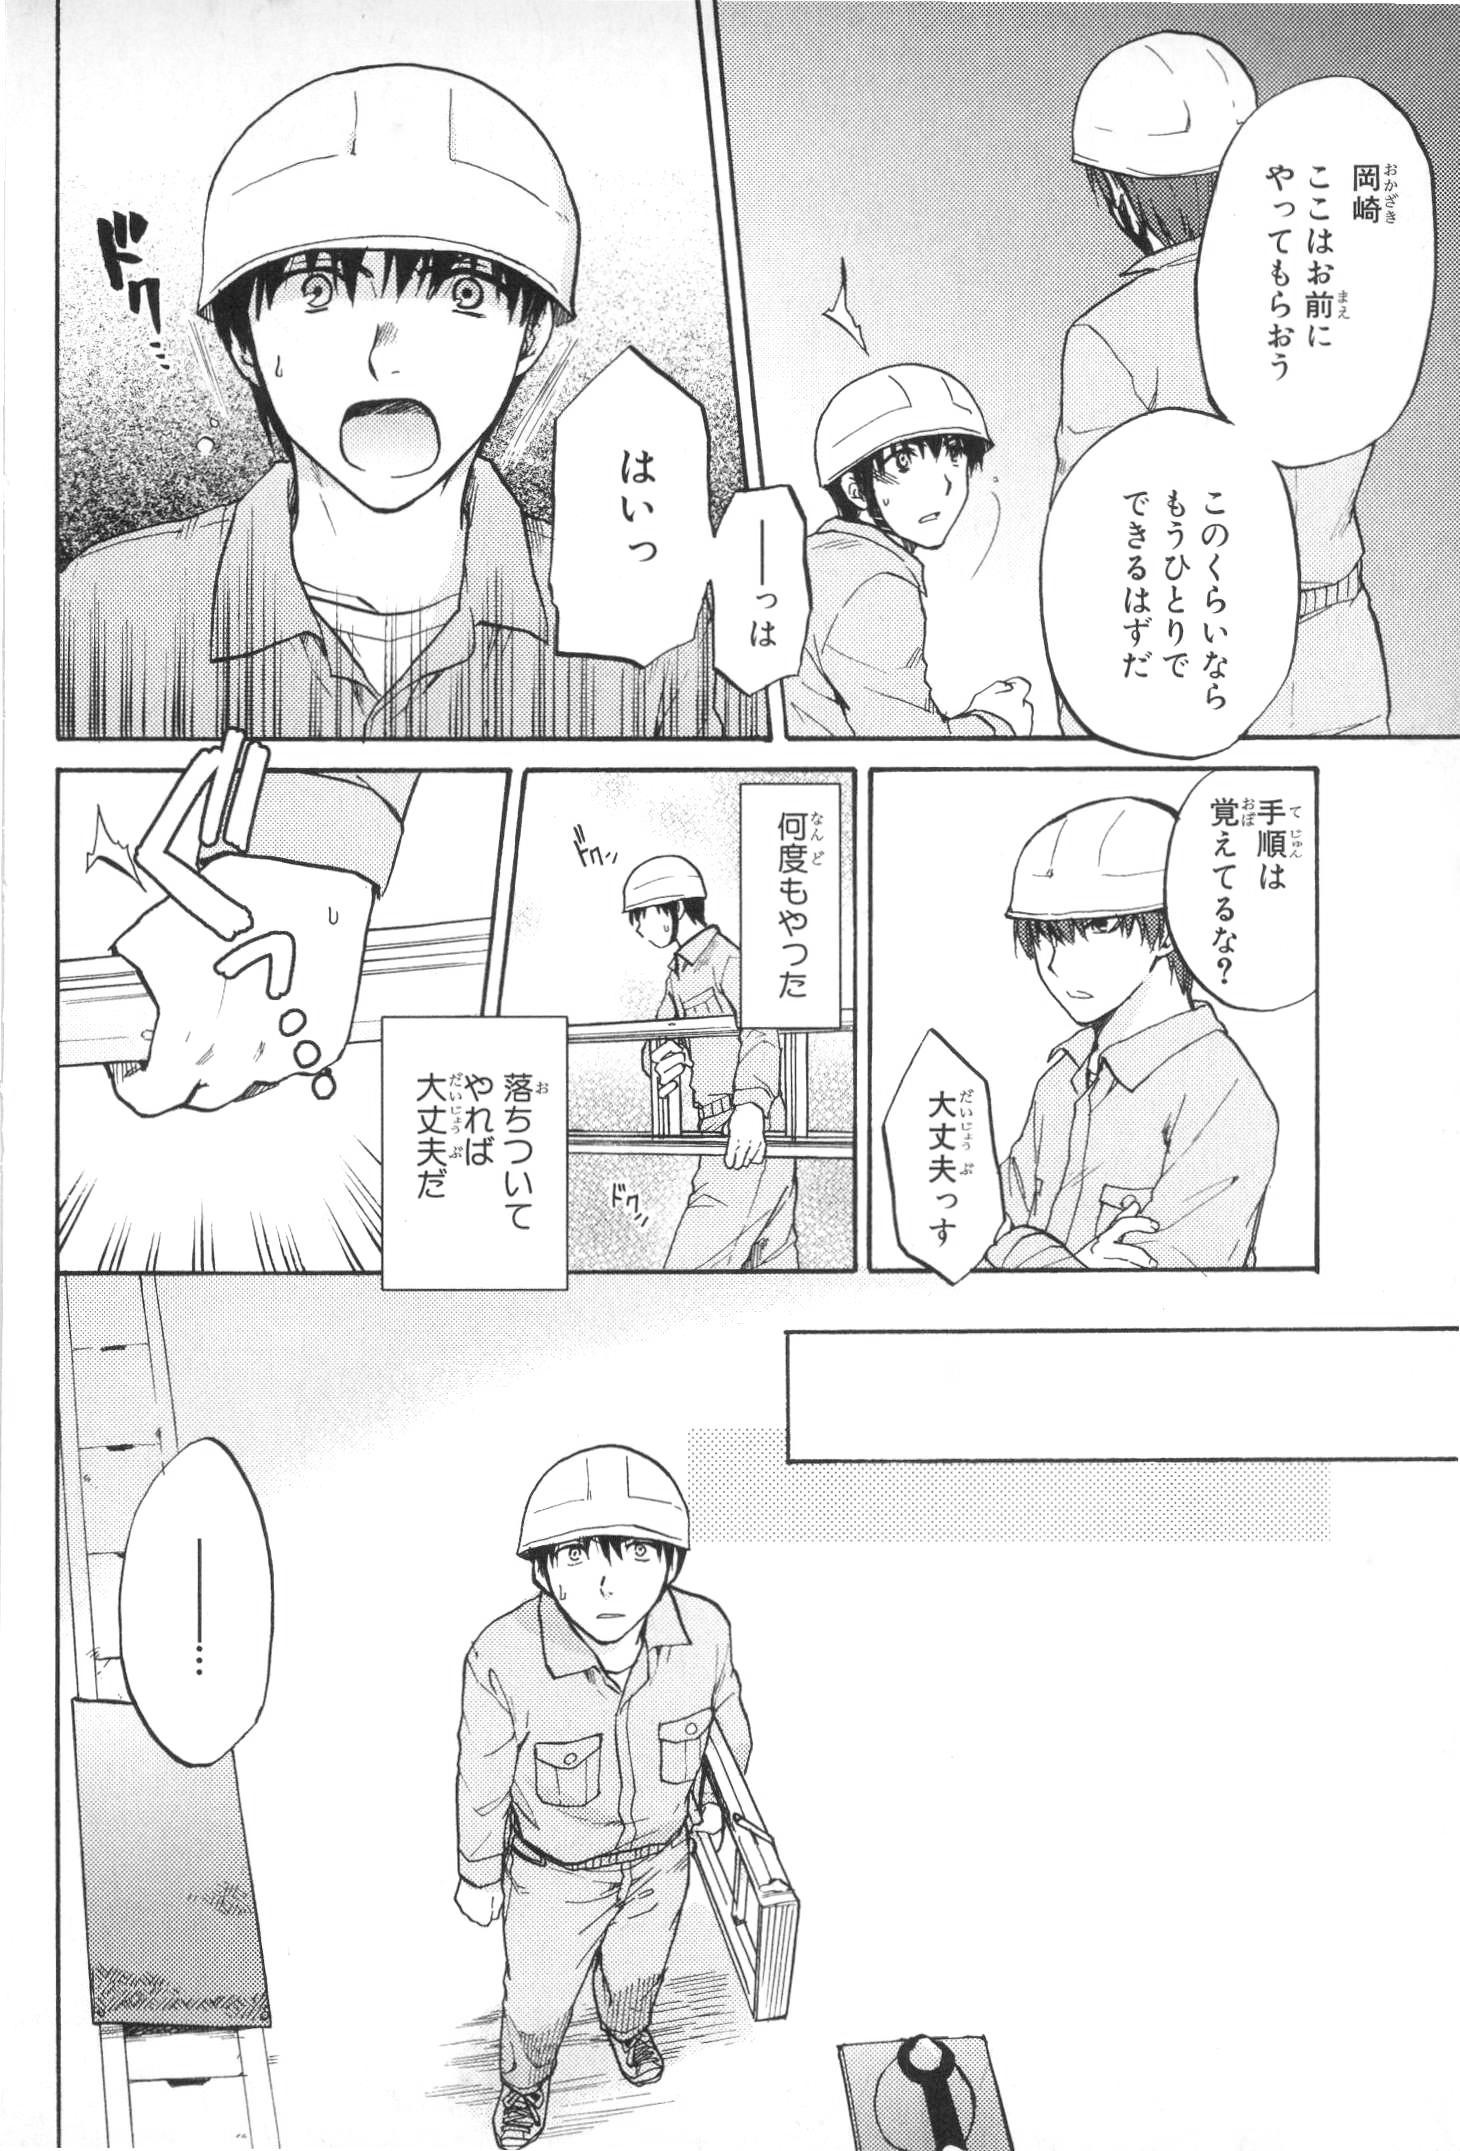 岡崎
ここはお前に
やってもらおう
このくらいなら
もうひとりで
できるはずだ
――っは
はいっ
ドクン…
手順は
覚えてるな?
大丈夫っす
何度もやった
ドクン
ドクン
落ちついて
やれば
大丈夫だ
――…